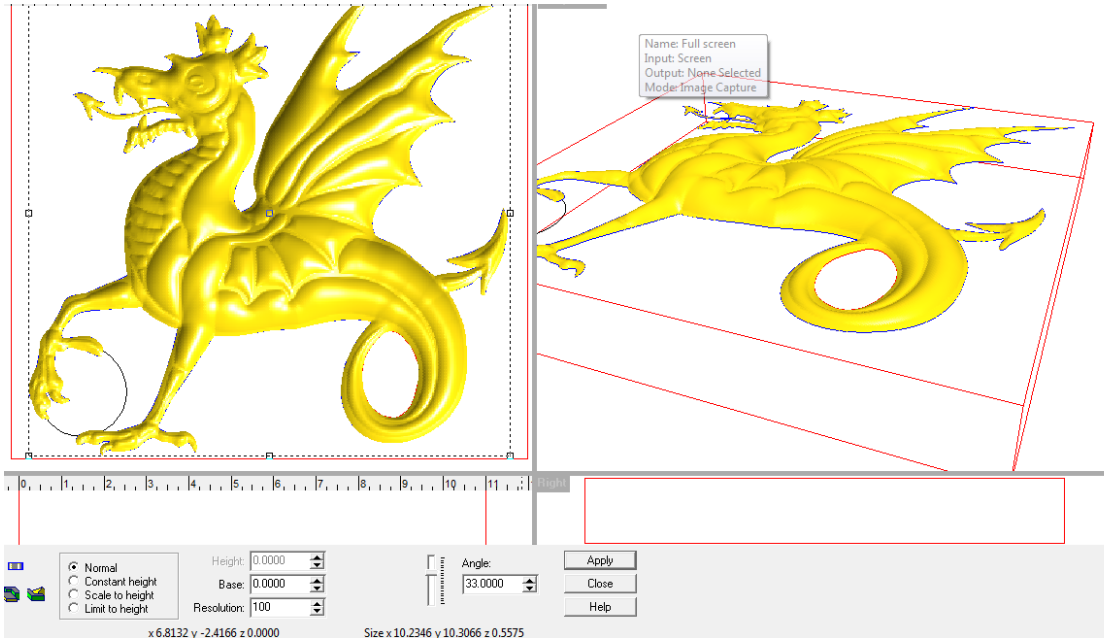 Name: Full screen
Input: Screen
Output: None Selected
Mode: Image Capture
0 1 2 3 4 5 6 7 8 9 10 11
Right
Normal
Constant height
Scale to height
Limit to height
Height: 0.0000
Base: 0.0000
Resolution: 100
Angle:
33.0000
Apply
Close
Help
x 6.8132 y -2.4166 z 0.0000
Size x 10.2346 y 10.3066 z 0.5575